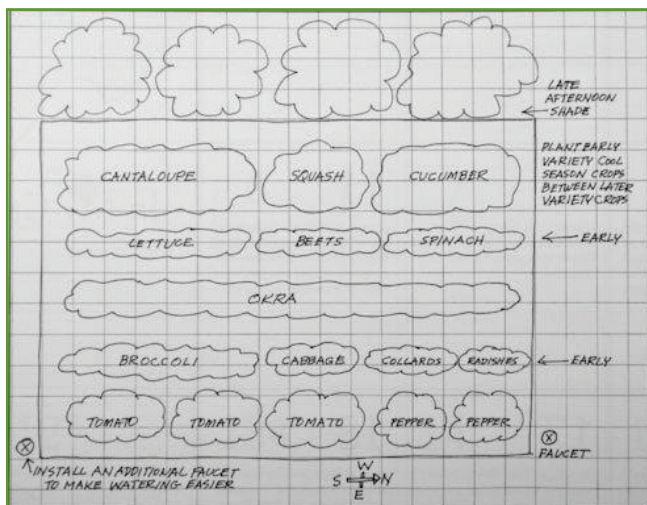 LATE
AFTERNOON
SHADE
PLANT EARLY
VARIETY COOL
SEASON CROPS
BETWEEN LATER
VARIETY CROPS
CANTALOUPE SQUASH CUCUMBER
LETTUCE BEETS SPINACH
EARLY
OKRA
BROCCOLI CABBAGE COLLARDS RADISHES
EARLY
TOMATO TOMATO TOMATO PEPPER PEPPER
FAUCET
INSTALL AN ADDITIONAL FAUCET
TO MAKE WATERING EASIER
W
S N
E